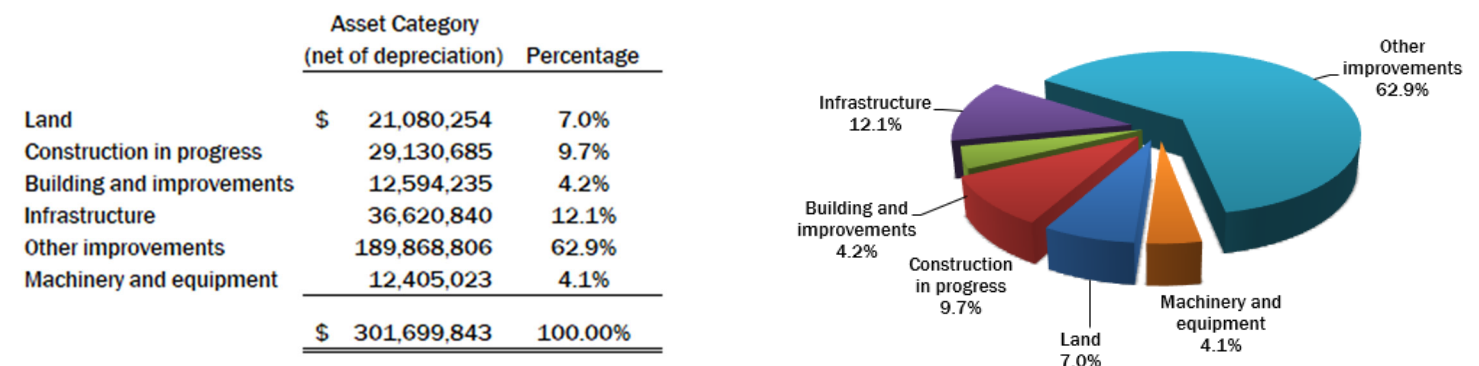 Asset Category
(net of depreciation) Percentage
Land $ 21,080,254 7.0%
Construction in progress 29,130,685 9.7%
Building and improvements 12,594,235 4.2%
Infrastructure 36,620,840 12.1%
Other improvements 189,868,806 62.9%
Machinery and equipment 12,405,023 4.1%
$ 301,699,843 100.00%
Other
improvements
62.9%
Infrastructure
12.1%
Building and
improvements
4.2%
Construction
in progress
9.7%
Land
7.0%
Machinery and
equipment
4.1%